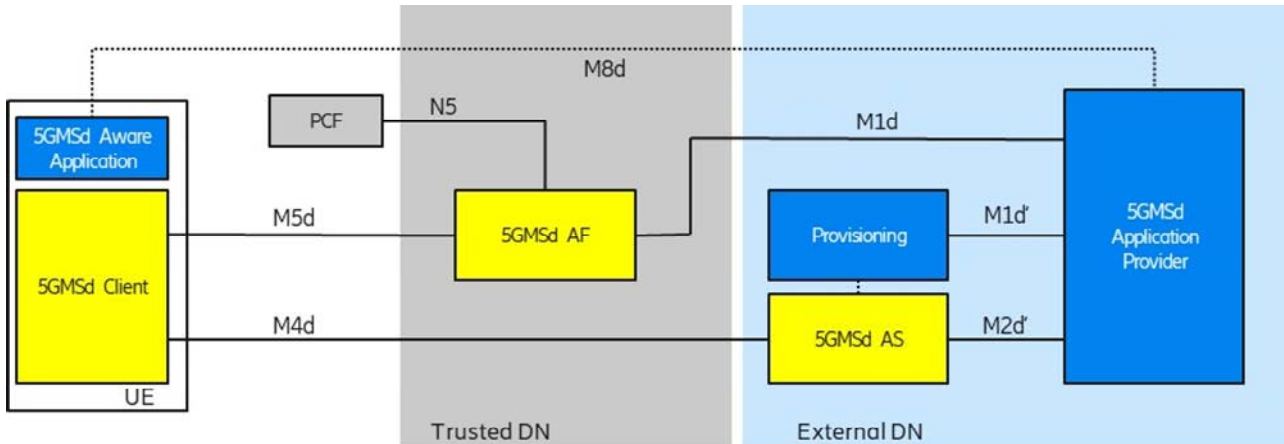 M8d
5GMSd Aware
Application
PCF
N5
M1d
M5d
5GMSd AF
Provisioning
M1d'
5GMSd
Application
Provider
5GMSd Client
M4d
5GMSd AS
M2d'
UE
Trusted DN
External DN